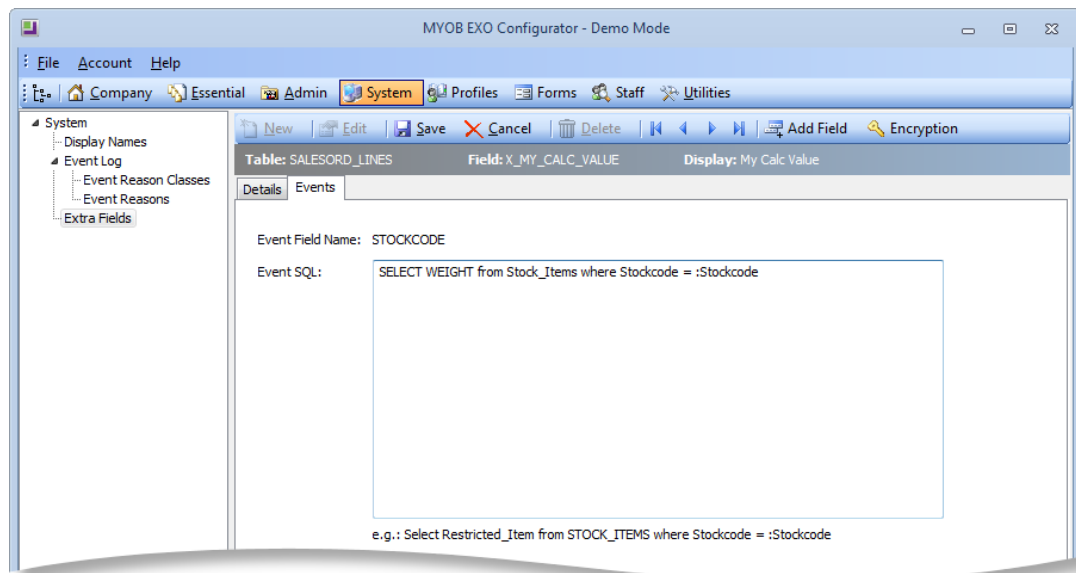 MYOB EXO Configurator - Demo Mode
File Account Help
Company Essential Admin System Profiles Forms Staff Utilities
System
Display Names
Event Log
Event Reason Classes
Event Reasons
Extra Fields
New Edit Save Cancel Delete Add Field Encryption
Table: SALESORD_LINES Field: X_MY_CALC_VALUE Display: My Calc Value
Details Events
Event Field Name: STOCKCODE
Event SQL: SELECT WEIGHT from Stock_Items where Stockcode = :Stockcode
e.g.: Select Restricted_Item from STOCK_ITEMS where Stockcode = :Stockcode